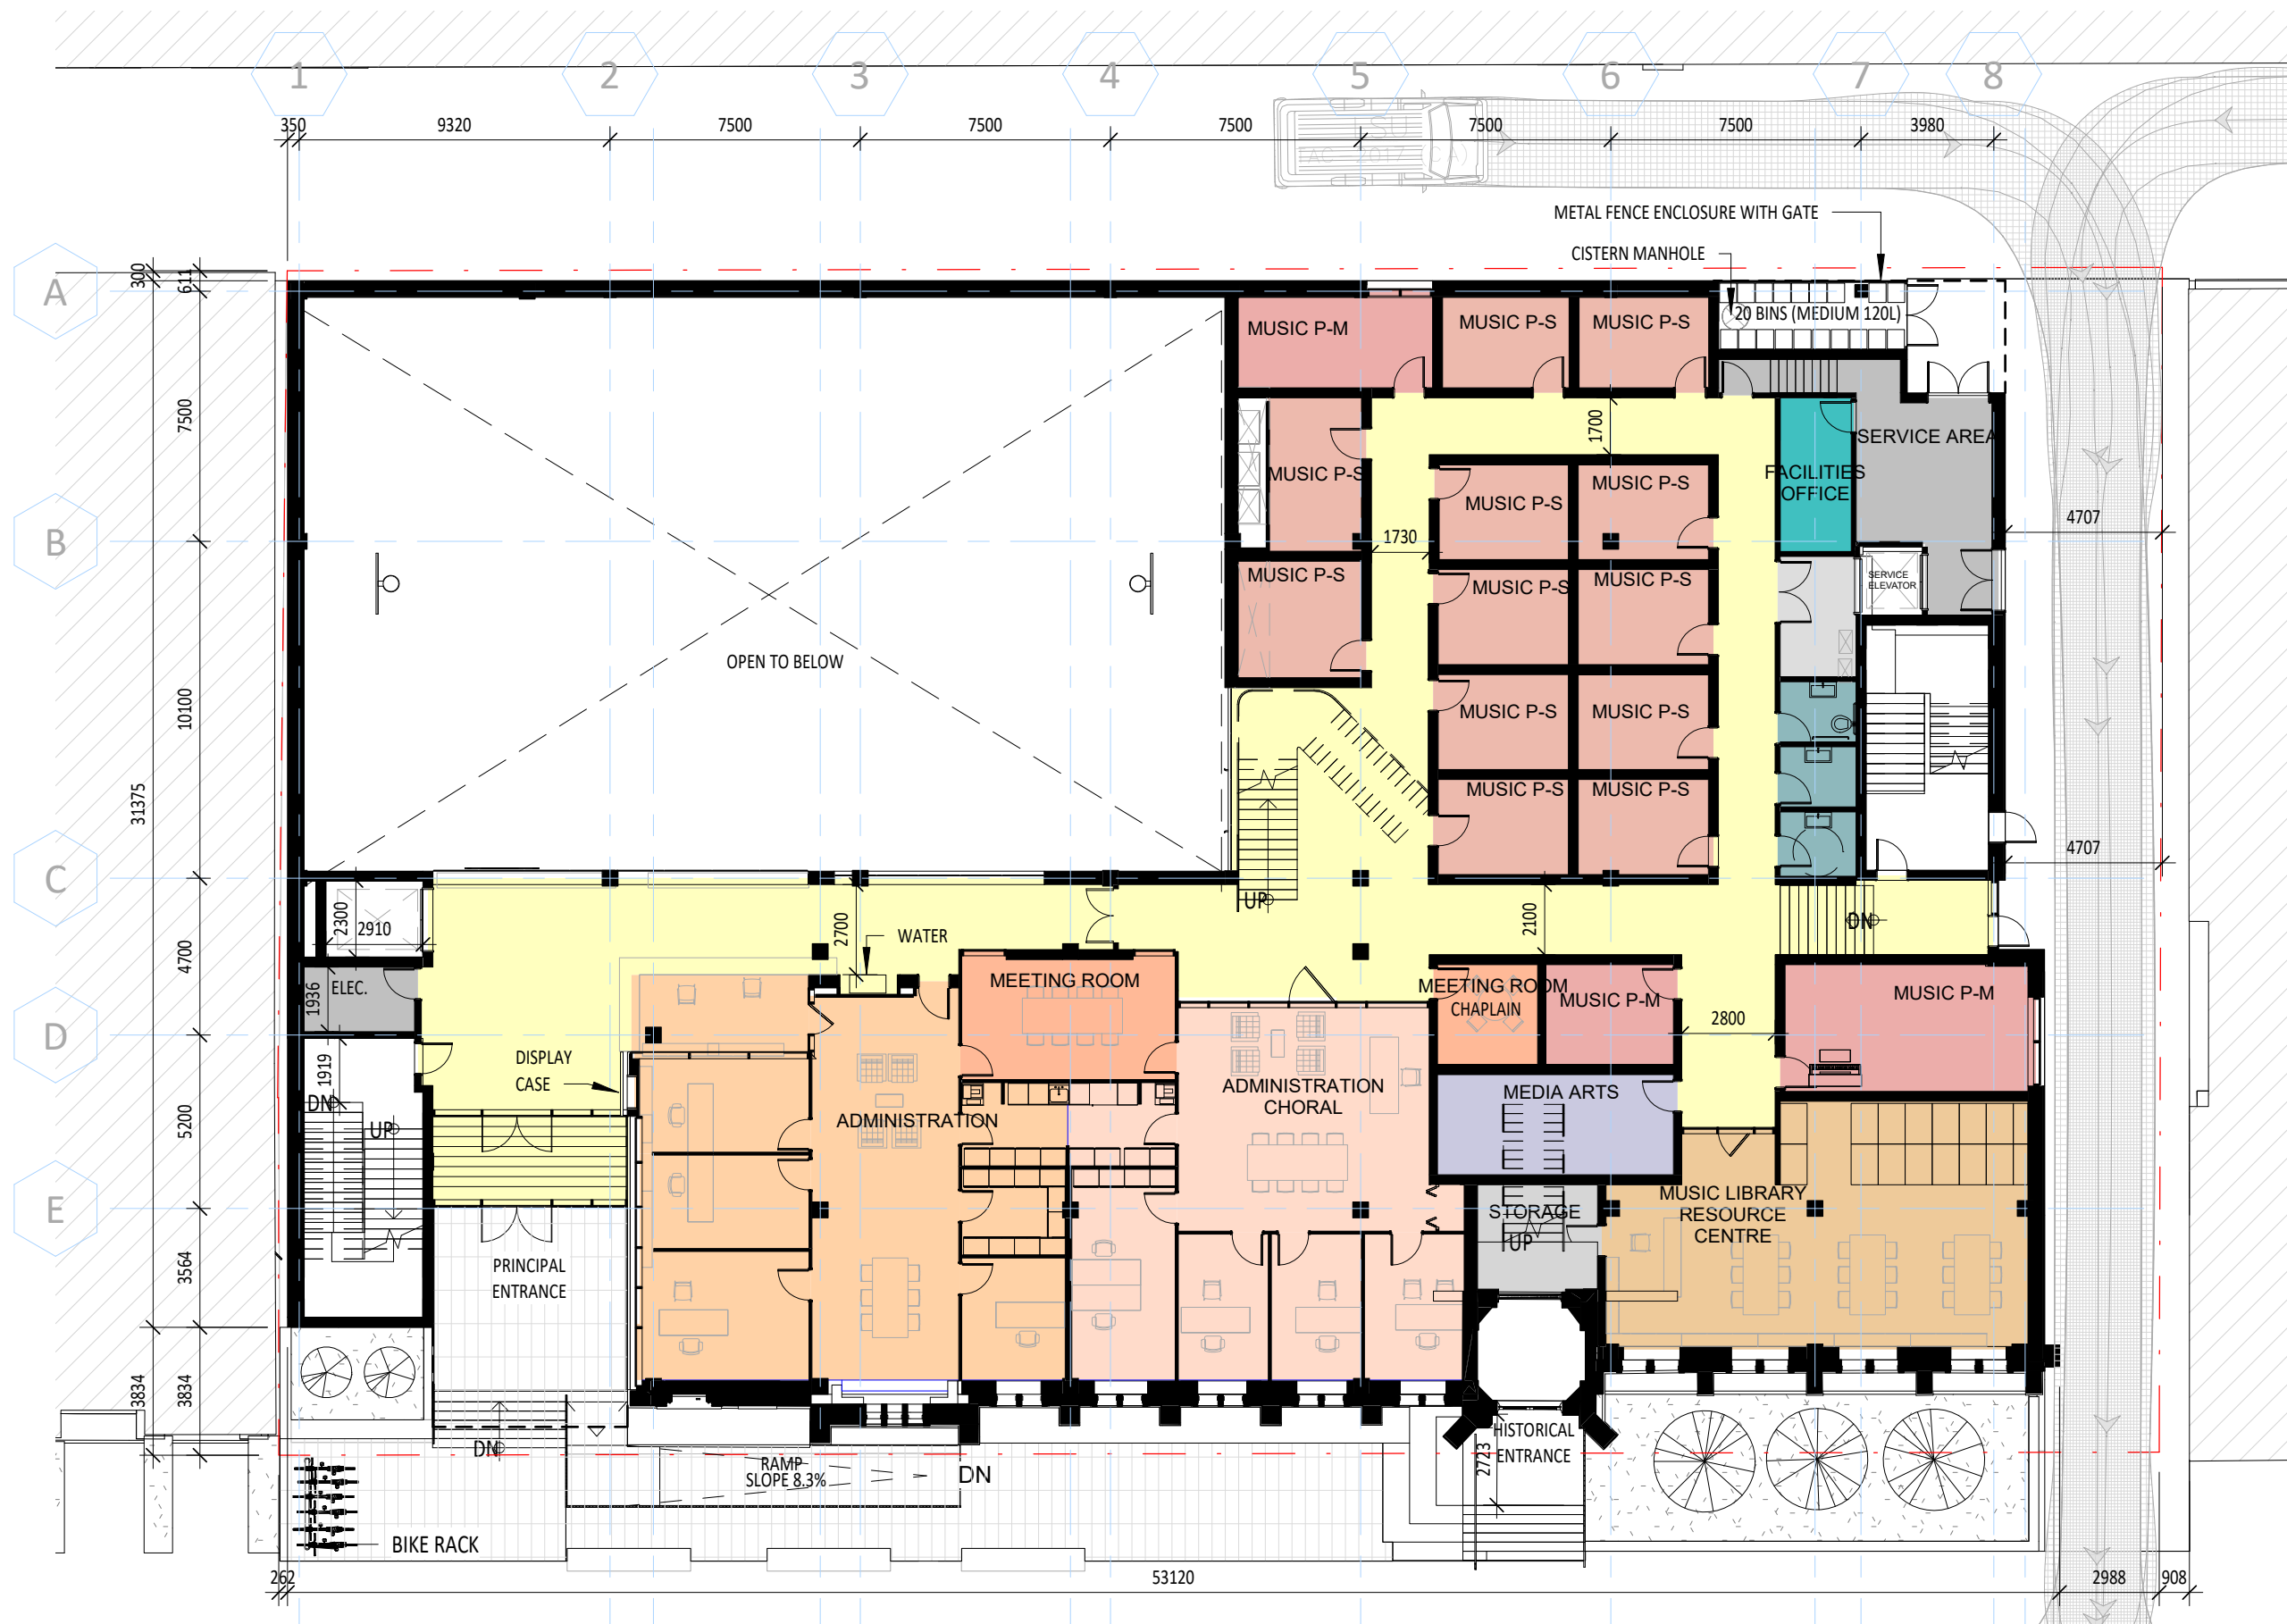 1
2
3
4
5
6
7
8
350
9320
7500
7500
7500
7500
7500
3980
METAL FENCE ENCLOSURE WITH GATE
CISTERN MANHOLE
20 BINS (MEDIUM 120L)
A
B
C
D
E
300
611
7500
10100
31375
4700
5200
3564
3834
3834
MUSIC P-M
MUSIC P-S
MUSIC P-S
1700
SERVICE AREA
MUSIC P-S
MUSIC P-S
MUSIC P-S
FACILITIES
OFFICE
4707
1730
MUSIC P-S
MUSIC P-S
MUSIC P-S
SERVICE
ELEVATOR
OPEN TO BELOW
MUSIC P-S
MUSIC P-S
MUSIC P-S
MUSIC P-S
4707
UP
2300
2910
2700
WATER
2100
DN
ELEC.
1936
MEETING ROOM
MEETING ROOM
CHAPLAIN
MUSIC P-M
MUSIC P-M
2800
DISPLAY
CASE
1919
DN
UP
ADMINISTRATION
ADMINISTRATION
CHORAL
MEDIA ARTS
STORAGE
UP
MUSIC LIBRARY
RESOURCE
CENTRE
PRINCIPAL
ENTRANCE
DN
HISTORICAL
ENTRANCE
2723
RAMP
SLOPE 8.3%
DN
BIKE RACK
262
53120
2988
908